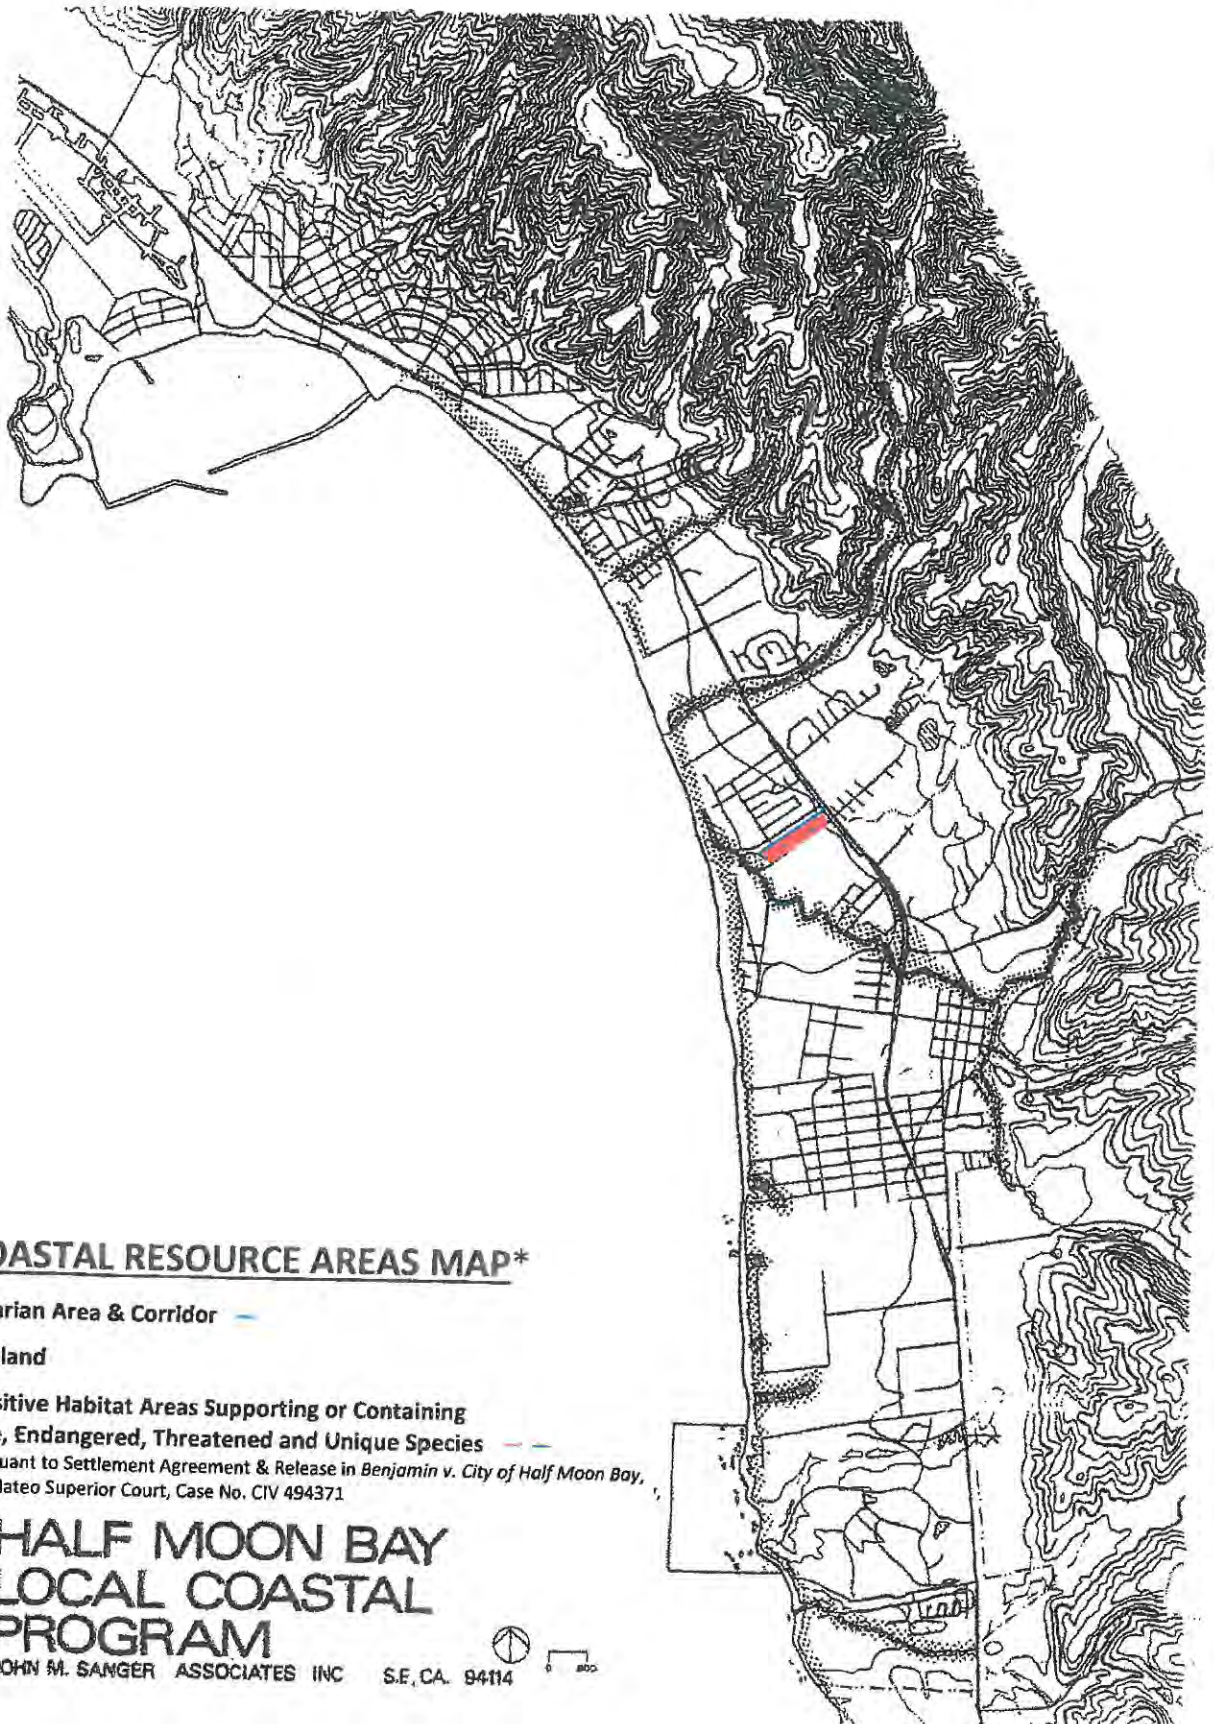 OASTAL RESOURCE AREAS MAP*
arian Area & Corridor
land
sitive Habitat Areas Supporting or Containing
, Endangered, Threatened and Unique Species
uant to Settlement Agreement & Release in Benjamin v. City of Half Moon Bay,
lateo Superior Court, Case No. CIV 494371
HALF MOON BAY
LOCAL COASTAL
PROGRAM
OHN M. SANGER ASSOCIATES INC S.F, CA. 94114
0